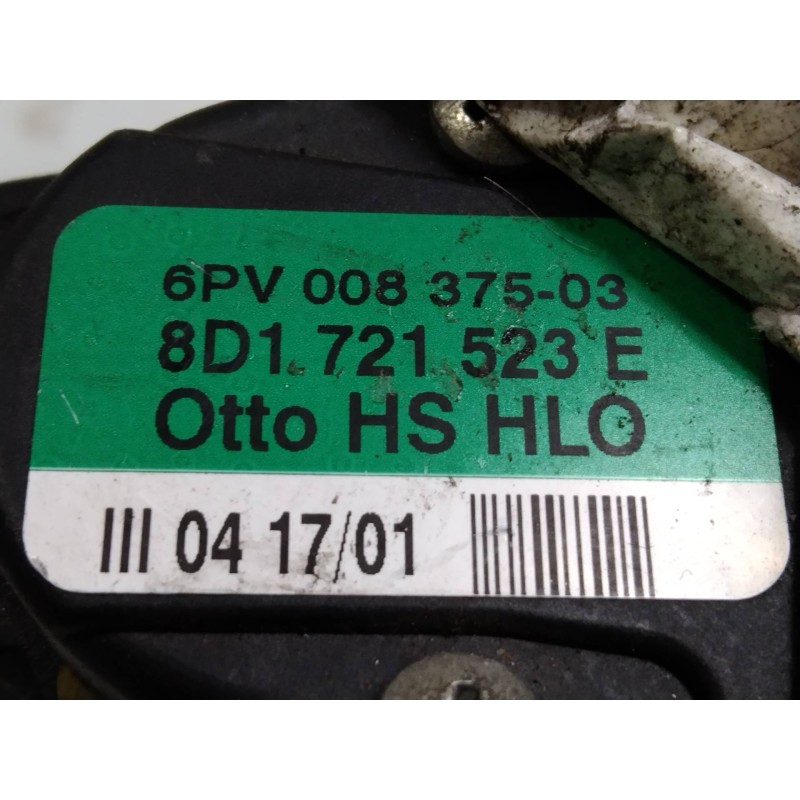 6PV 008 375-03
8D1 721 523 E
Otto HS HLO
III 04 17/01